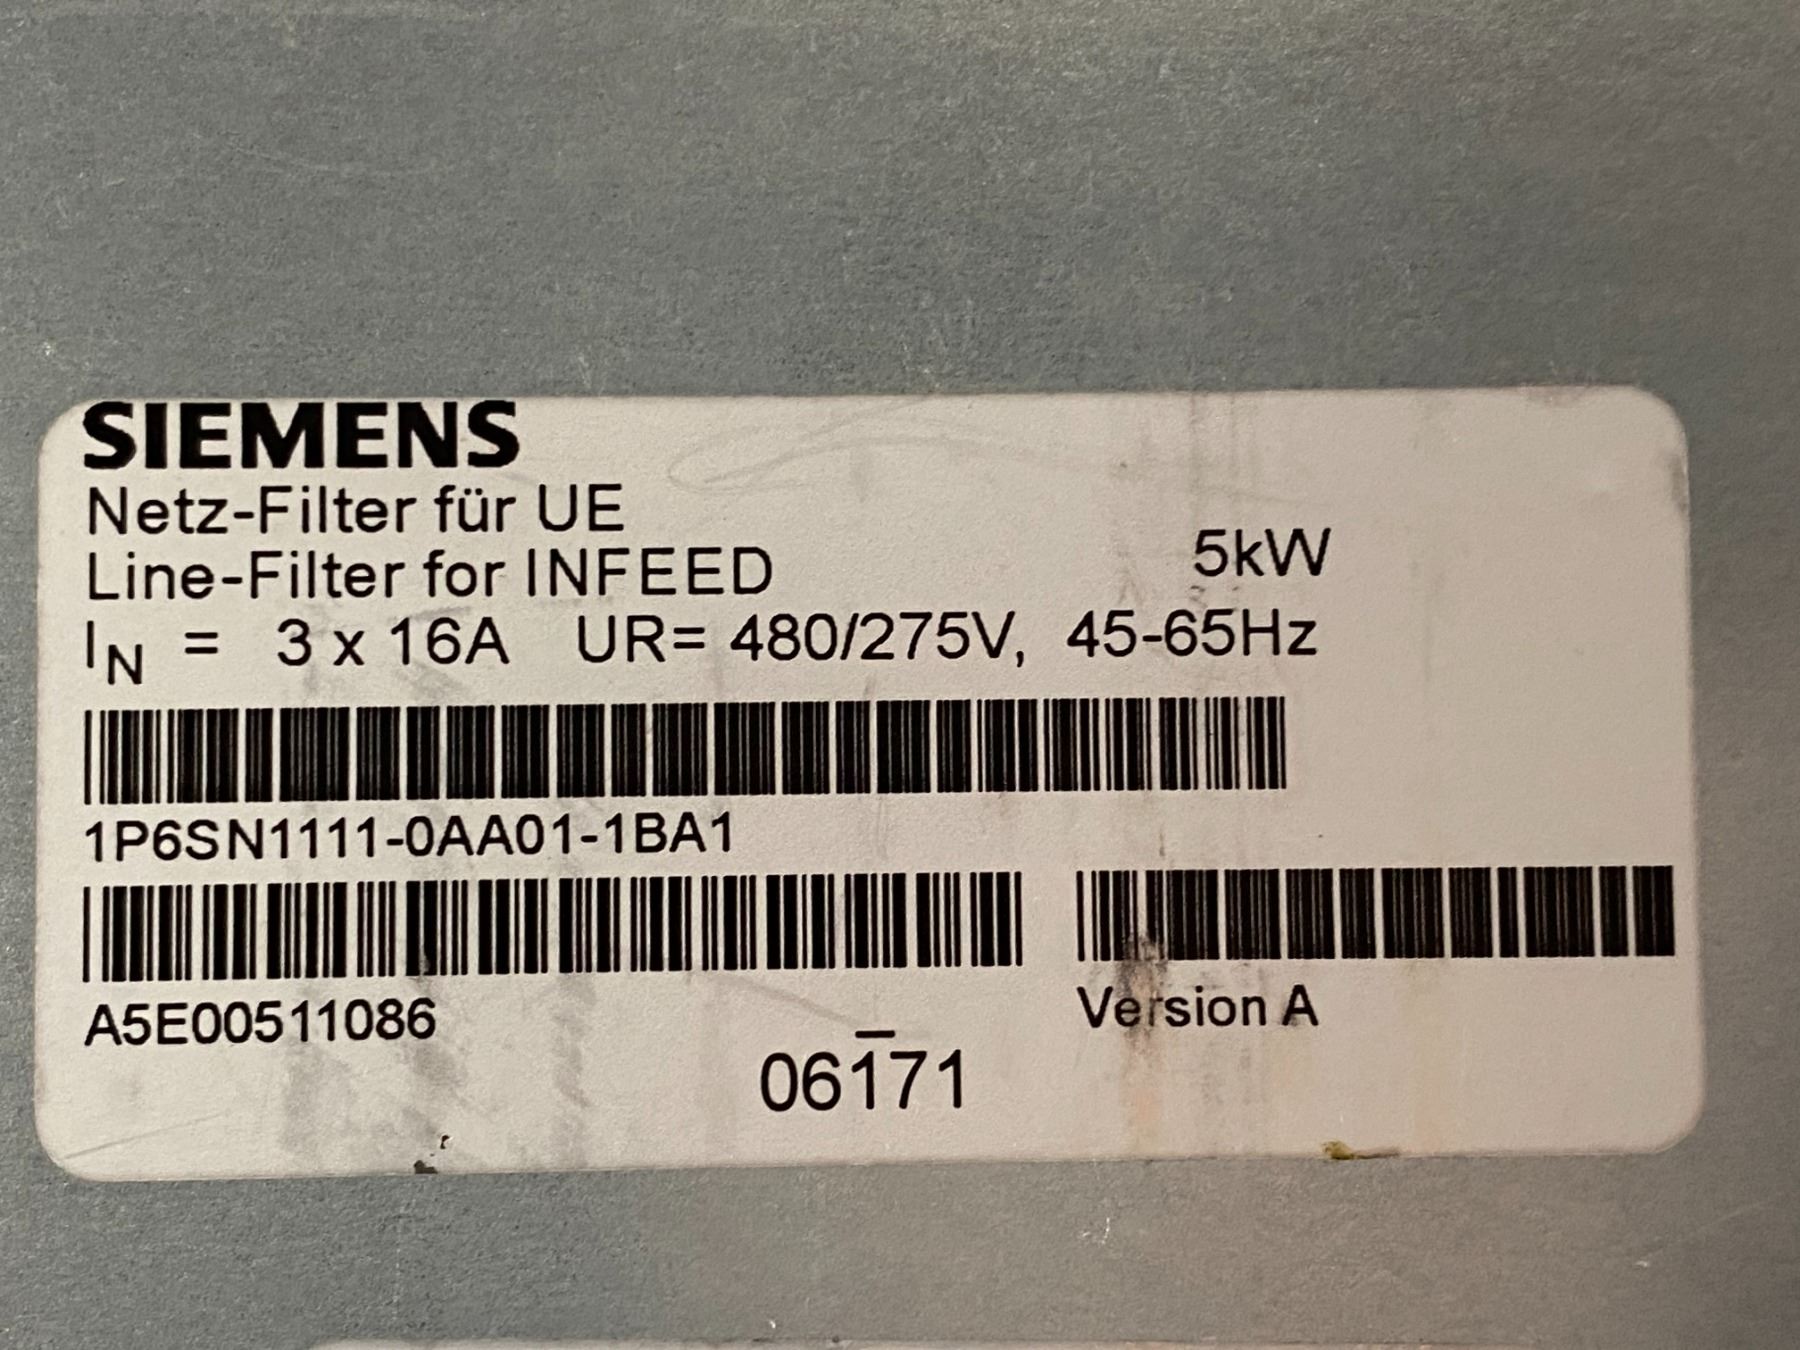 SIEMENS
Netz-Filter für UE
Line-Filter for INFEED 5kW
IN = 3 x 16A UR= 480/275V, 45-65Hz
1P6SN1111-0AA01-1BA1
A5E00511086 Version A
06171